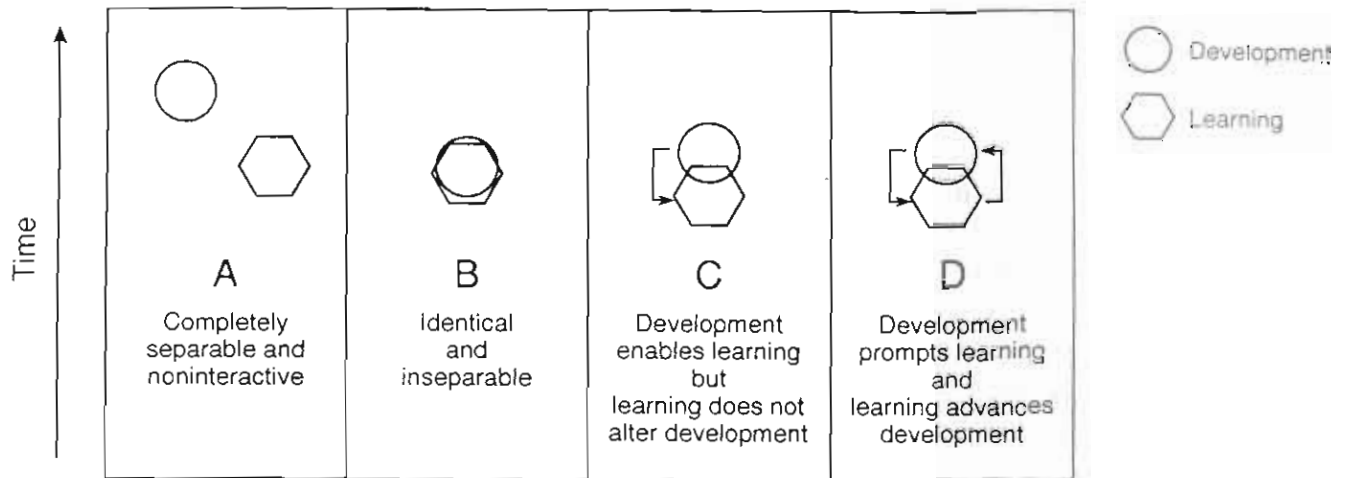 Time
A
Completely
separable and
noninteractive
B
Identical
and
inseparable
C
Development
enables learning
but
learning does not
alter development
D
Development
prompts learning
and
learning advances
development
Development
Learning